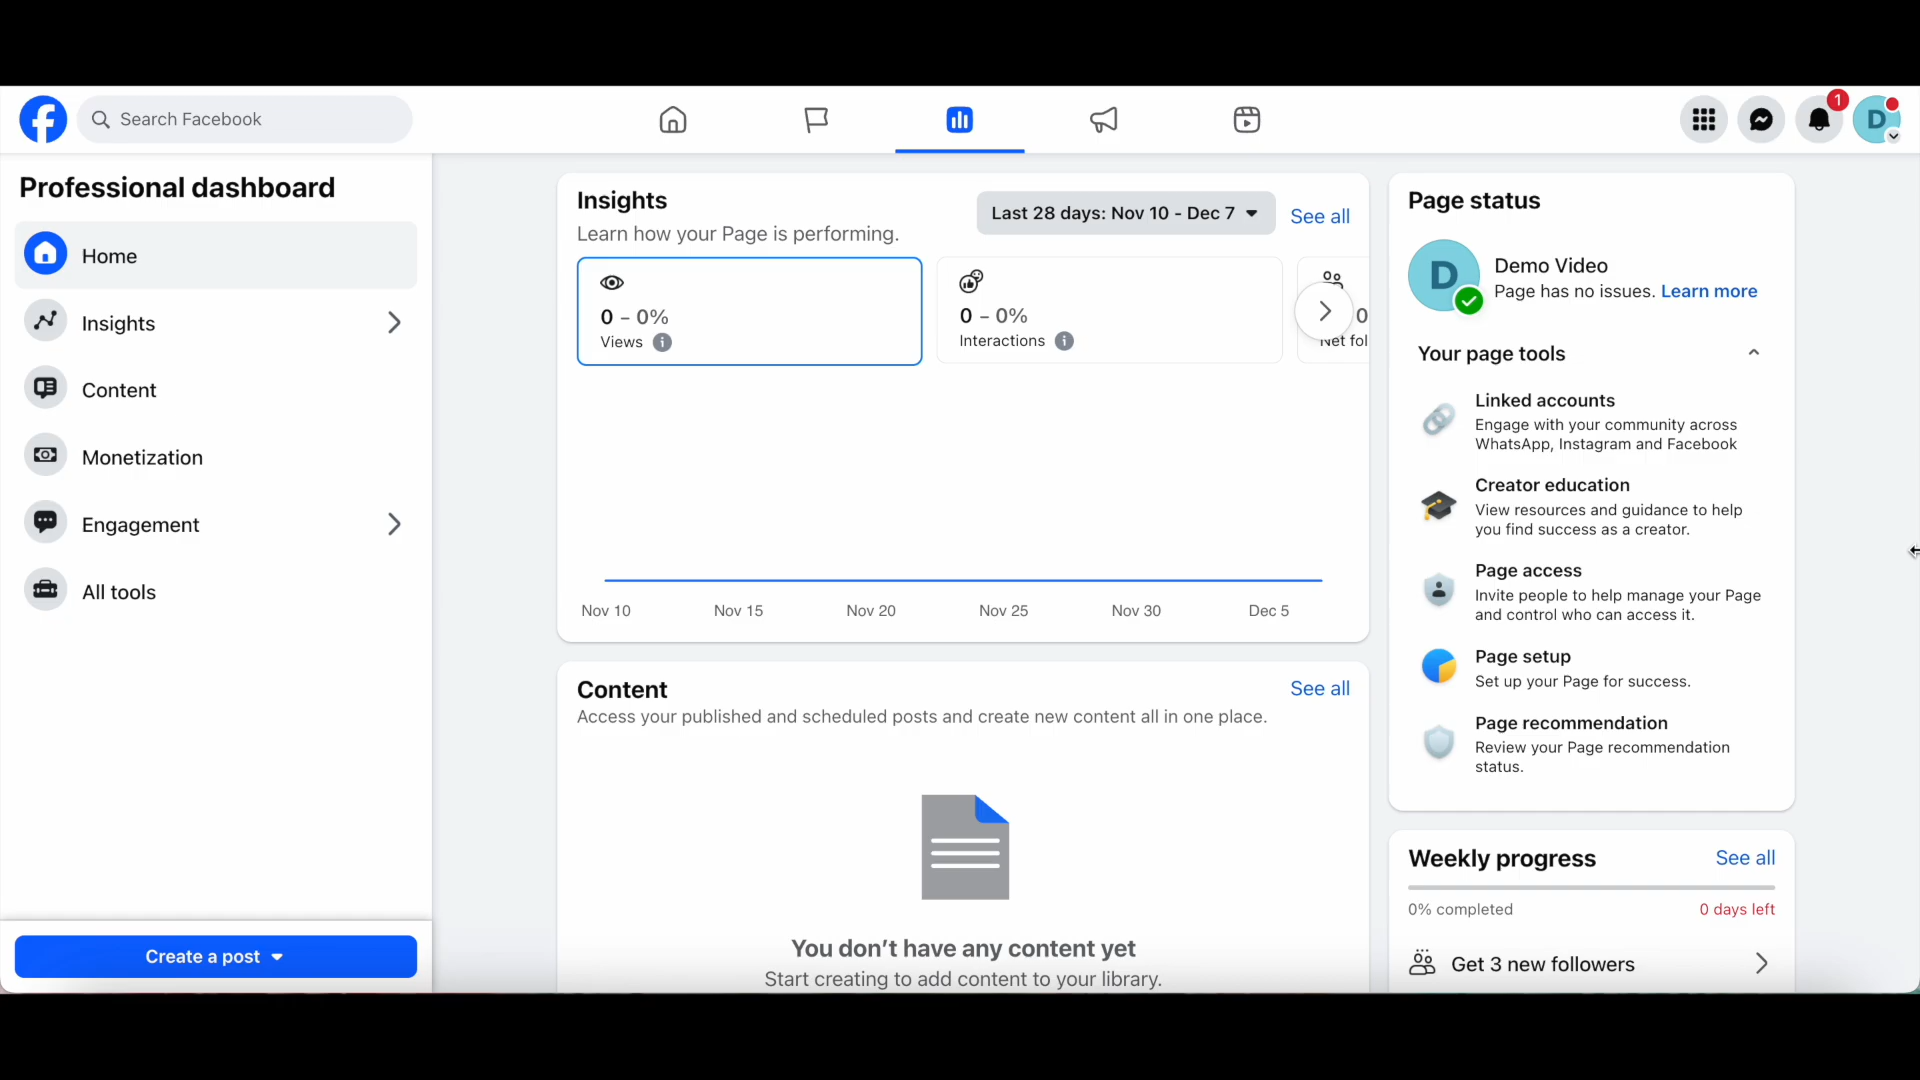 Search Facebook
1
D
Professional dashboard
Home
Insights
Content
Monetization
Engagement
All tools
Create a post
Insights
Learn how your Page is performing.
Last 28 days: Nov 10 - Dec 7
See all
0 – 0%
Views
0 – 0%
Interactions
0
Net fol
Nov 10 Nov 15 Nov 20 Nov 25 Nov 30 Dec 5
Content
See all
Access your published and scheduled posts and create new content all in one place.
You don’t have any content yet
Start creating to add content to your library.
Page status
D
Demo Video
Page has no issues. Learn more
Your page tools
Linked accounts
Engage with your community across
WhatsApp, Instagram and Facebook
Creator education
View resources and guidance to help
you find success as a creator.
Page access
Invite people to help manage your Page
and control who can access it.
Page setup
Set up your Page for success.
Page recommendation
Review your Page recommendation
status.
Weekly progress
See all
0% completed
0 days left
Get 3 new followers